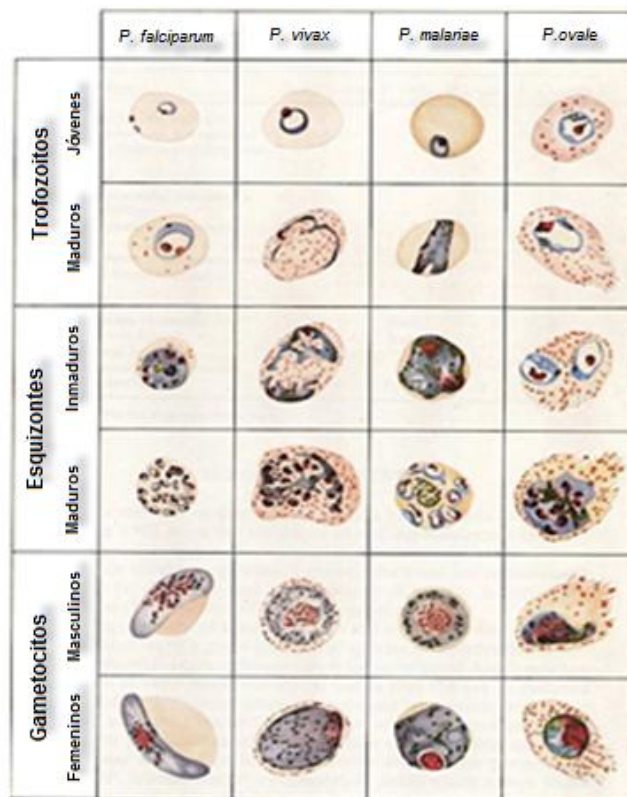 P. falciparum
P. vivax
P. malariae
P.ovale
Trofozoitos
Jóvenes
Maduros
Esquizontes
Inmaduros
Maduros
Gametocitos
Masculinos
Femeninos